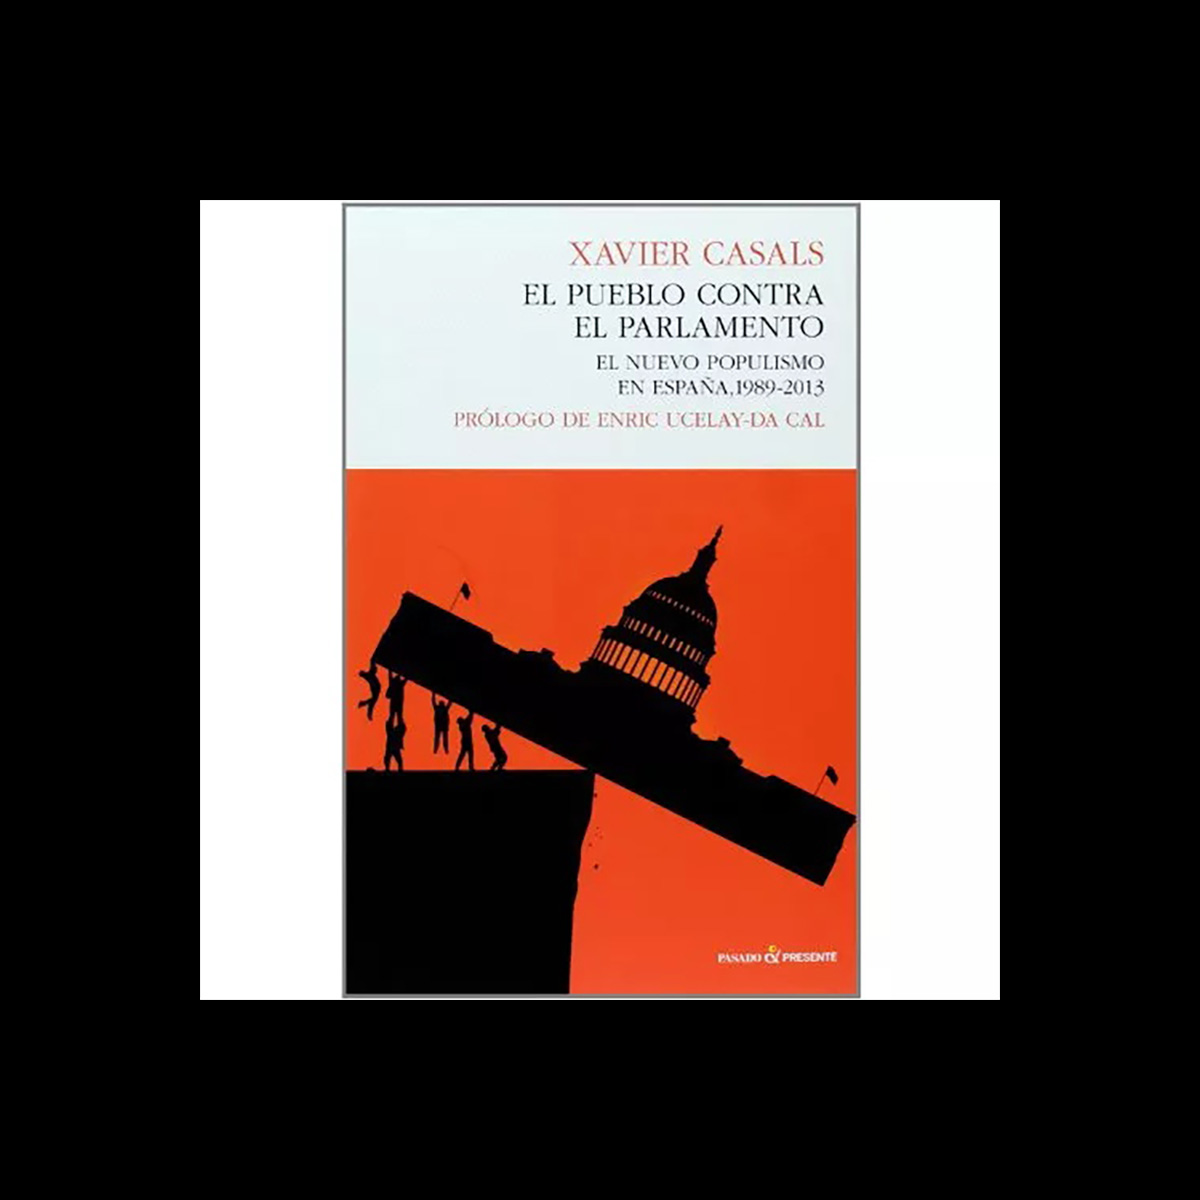 XAVIER CASALS
EL PUEBLO CONTRA
EL PARLAMENTO
EL NUEVO POPULISMO
EN ESPAÑA, 1989-2013
PRÓLOGO DE ENRIC UCELAY-DA CAL
PASADO & PRESENTE